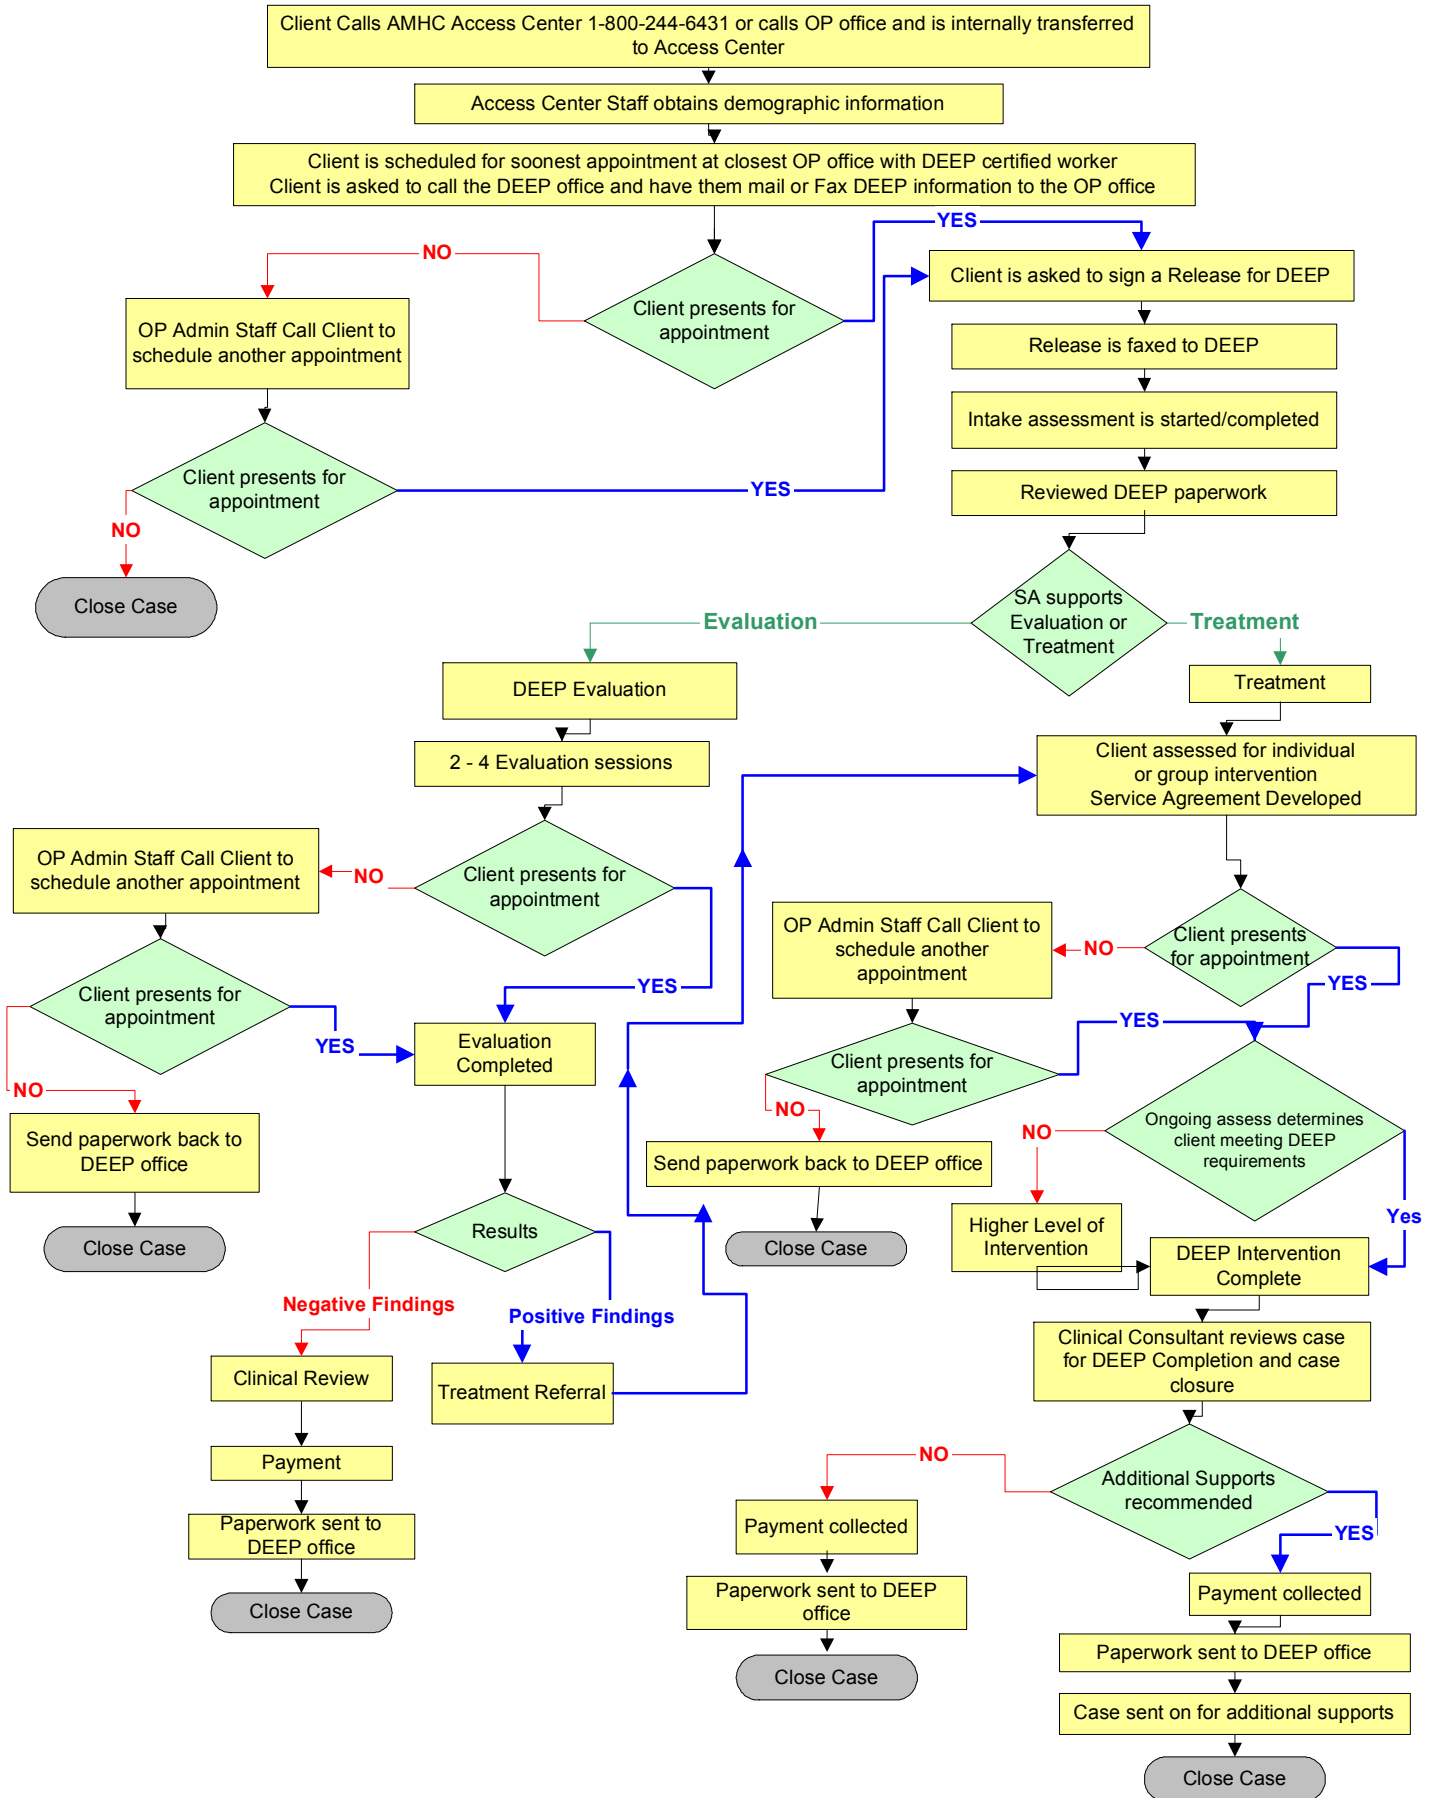 Client Calls AMHC Access Center 1-800-244-6431 or calls OP office and is internally transferred
to Access Center
Access Center Staff obtains demographic information
Client is scheduled for soonest appointment at closest OP office with DEEP certified worker
Client is asked to call the DEEP office and have them mail or Fax DEEP information to the OP office
YES
NO
Client is asked to sign a Release for DEEP
Client presents for
appointment
OP Admin Staff Call Client to
schedule another appointment
Release is faxed to DEEP
Intake assessment is started/completed
Client presents for
appointment
YES
Reviewed DEEP paperwork
NO
Close Case
SA supports
Evaluation or
Treatment
Evaluation
Treatment
DEEP Evaluation
Treatment
2 - 4 Evaluation sessions
Client assessed for individual
or group intervention
Service Agreement Developed
OP Admin Staff Call Client to
schedule another appointment
NO
Client presents for
appointment
OP Admin Staff Call Client to
schedule another
appointment
NO
Client presents
for appointment
YES
YES
Client presents for
appointment
YES
Evaluation
Completed
YES
Client presents for
appointment
NO
NO
Ongoing assess determines
client meeting DEEP
requirements
NO
Send paperwork back to
DEEP office
Send paperwork back to DEEP office
Yes
Close Case
Results
Close Case
Higher Level of
Intervention
DEEP Intervention
Complete
Negative Findings
Positive Findings
Clinical Consultant reviews case
for DEEP Completion and case
closure
Clinical Review
Treatment Referral
Payment
NO
Additional Supports
recommended
Payment collected
YES
Paperwork sent to
DEEP office
Paperwork sent to DEEP
office
Payment collected
Close Case
Close Case
Paperwork sent to DEEP office
Case sent on for additional supports
Close Case